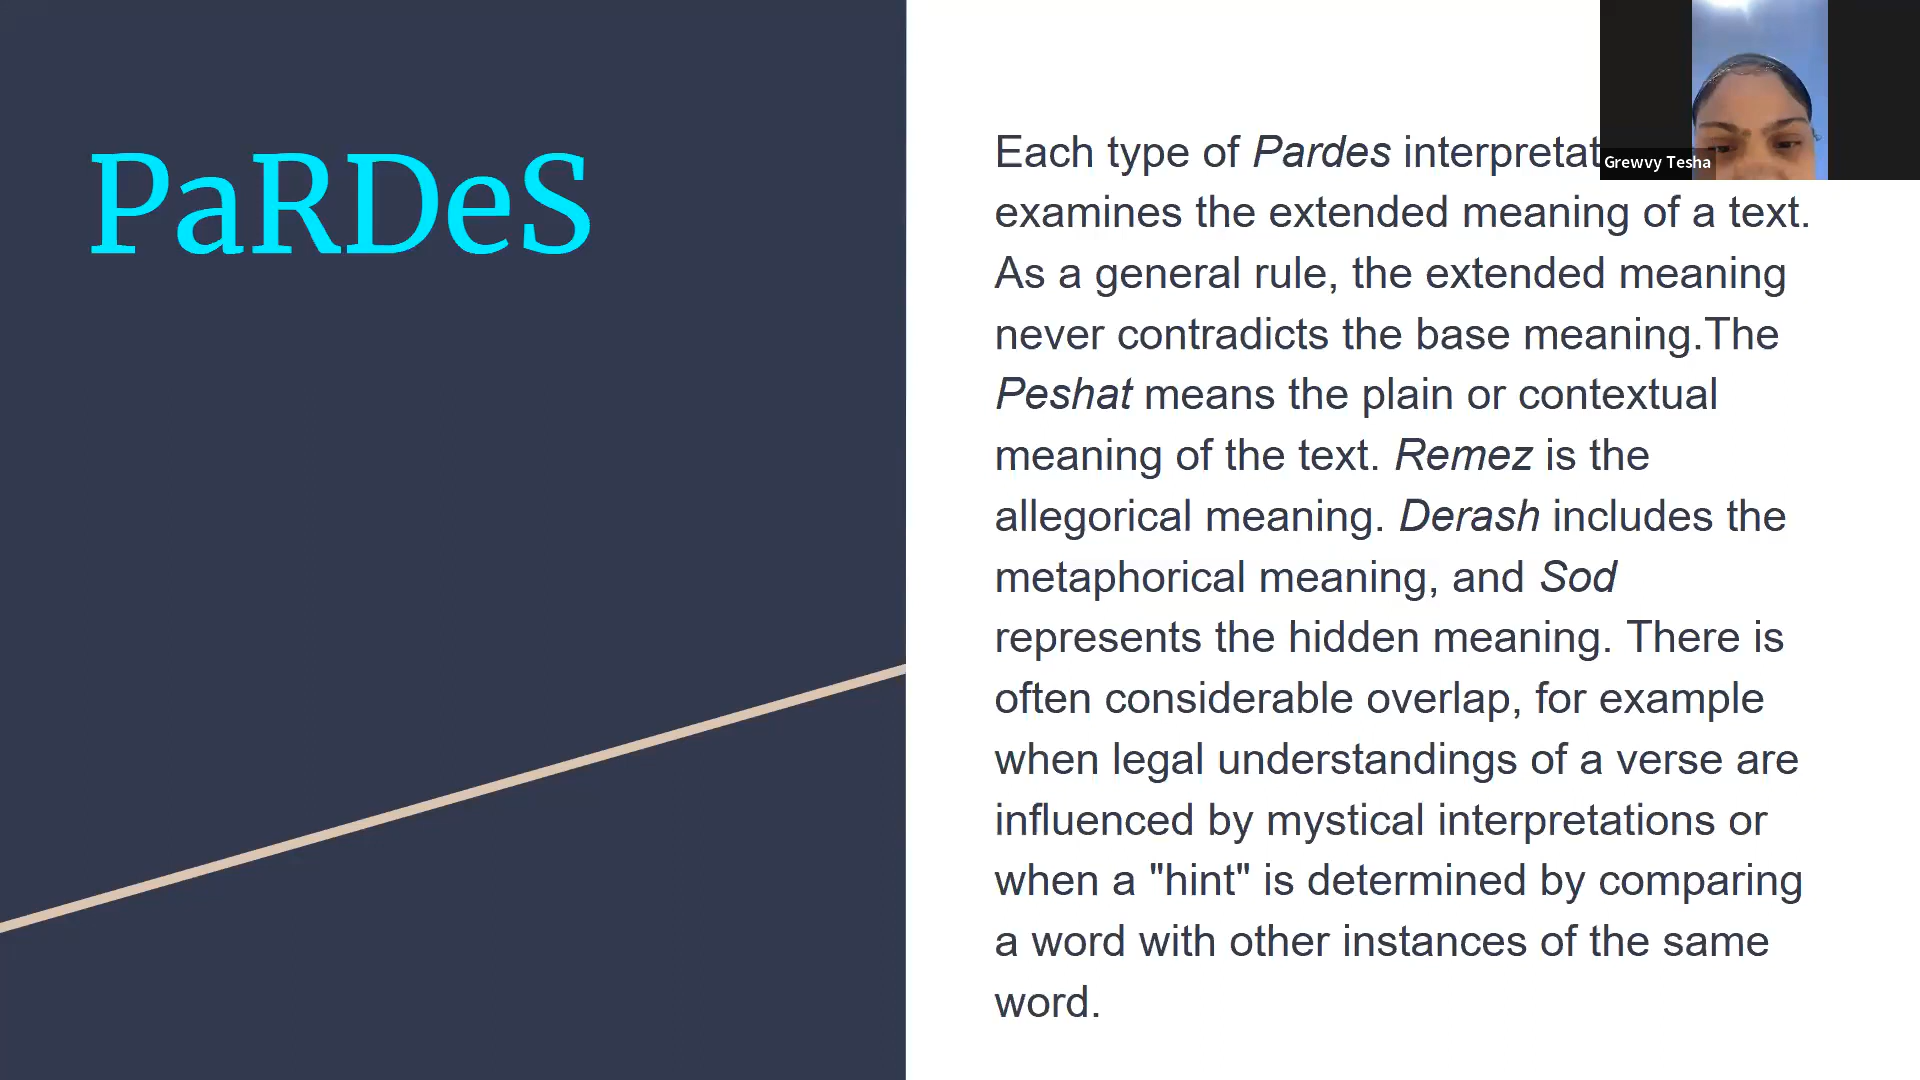 PaRDeS
Each type of Pardes interpretat
examines the extended meaning of a text.
As a general rule, the extended meaning
never contradicts the base meaning.The
Peshat means the plain or contextual
meaning of the text. Remez is the
allegorical meaning. Derash includes the
metaphorical meaning, and Sod
represents the hidden meaning. There is
often considerable overlap, for example
when legal understandings of a verse are
influenced by mystical interpretations or
when a "hint" is determined by comparing
a word with other instances of the same
word.
Grewvy Tesha